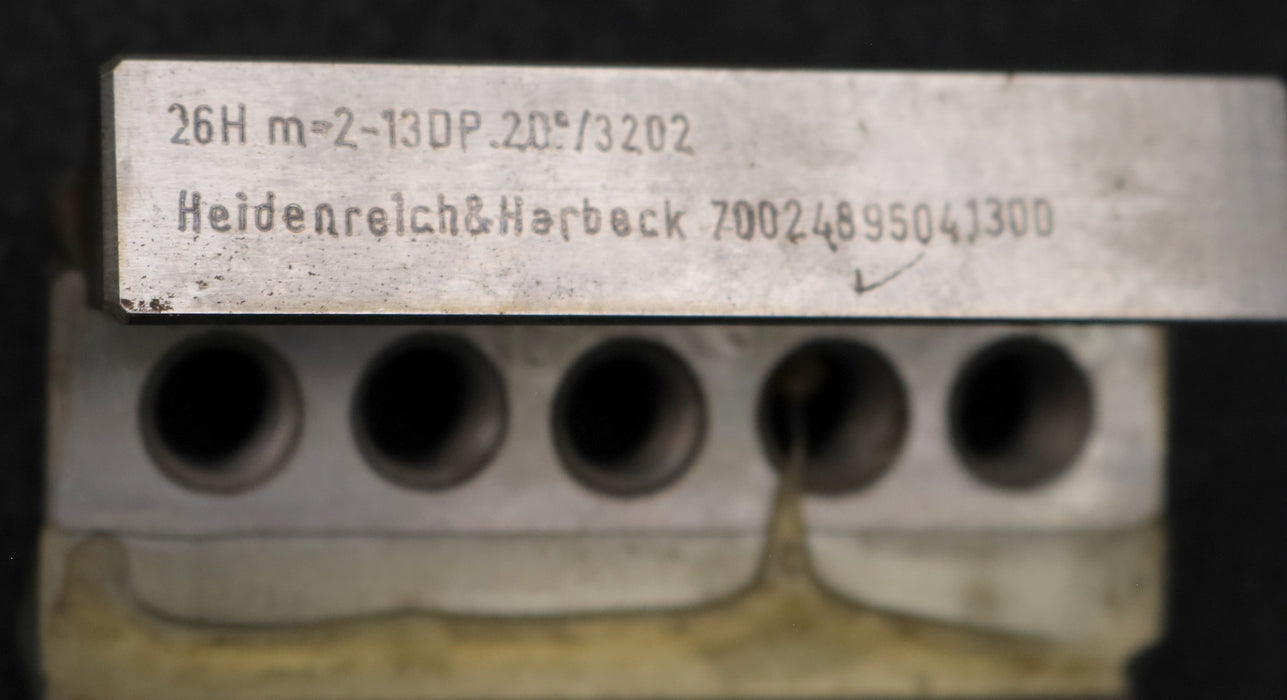 26H m=2-13DP.20°/3202
Heidenreich&Harbeck 70024895041300